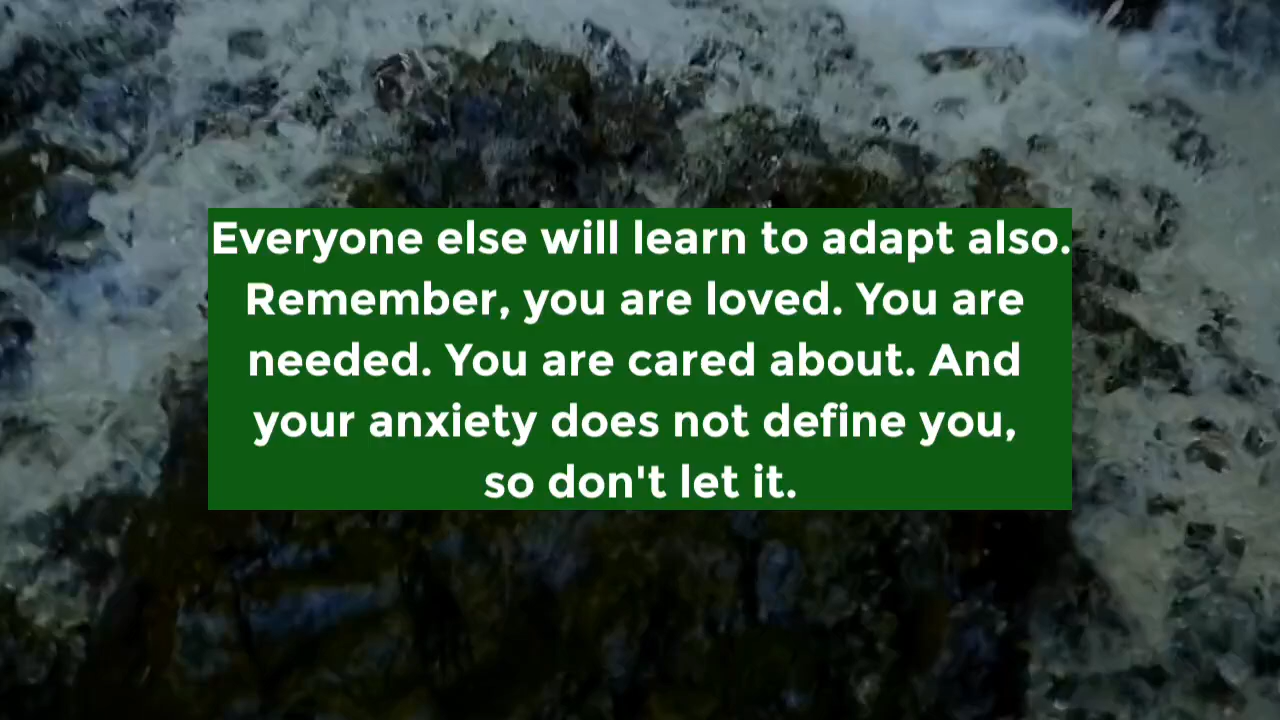 Everyone else will learn to adapt also.
Remember, you are loved. You are
needed. You are cared about. And
your anxiety does not define you,
so don't let it.